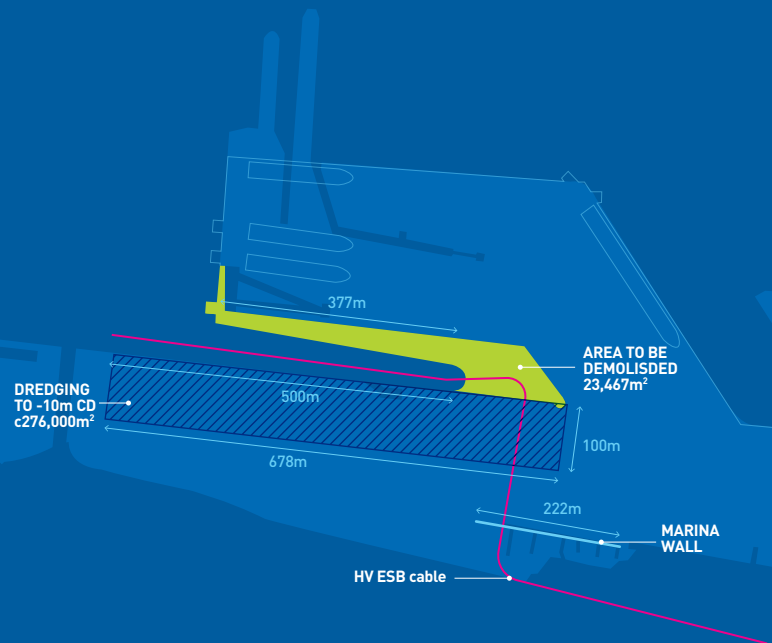 377m
AREA TO BE
DEMOLISDED
23,467m²
DREDGING
TO -10m CD
c276,000m²
500m
100m
678m
222m
MARINA
WALL
HV ESB cable